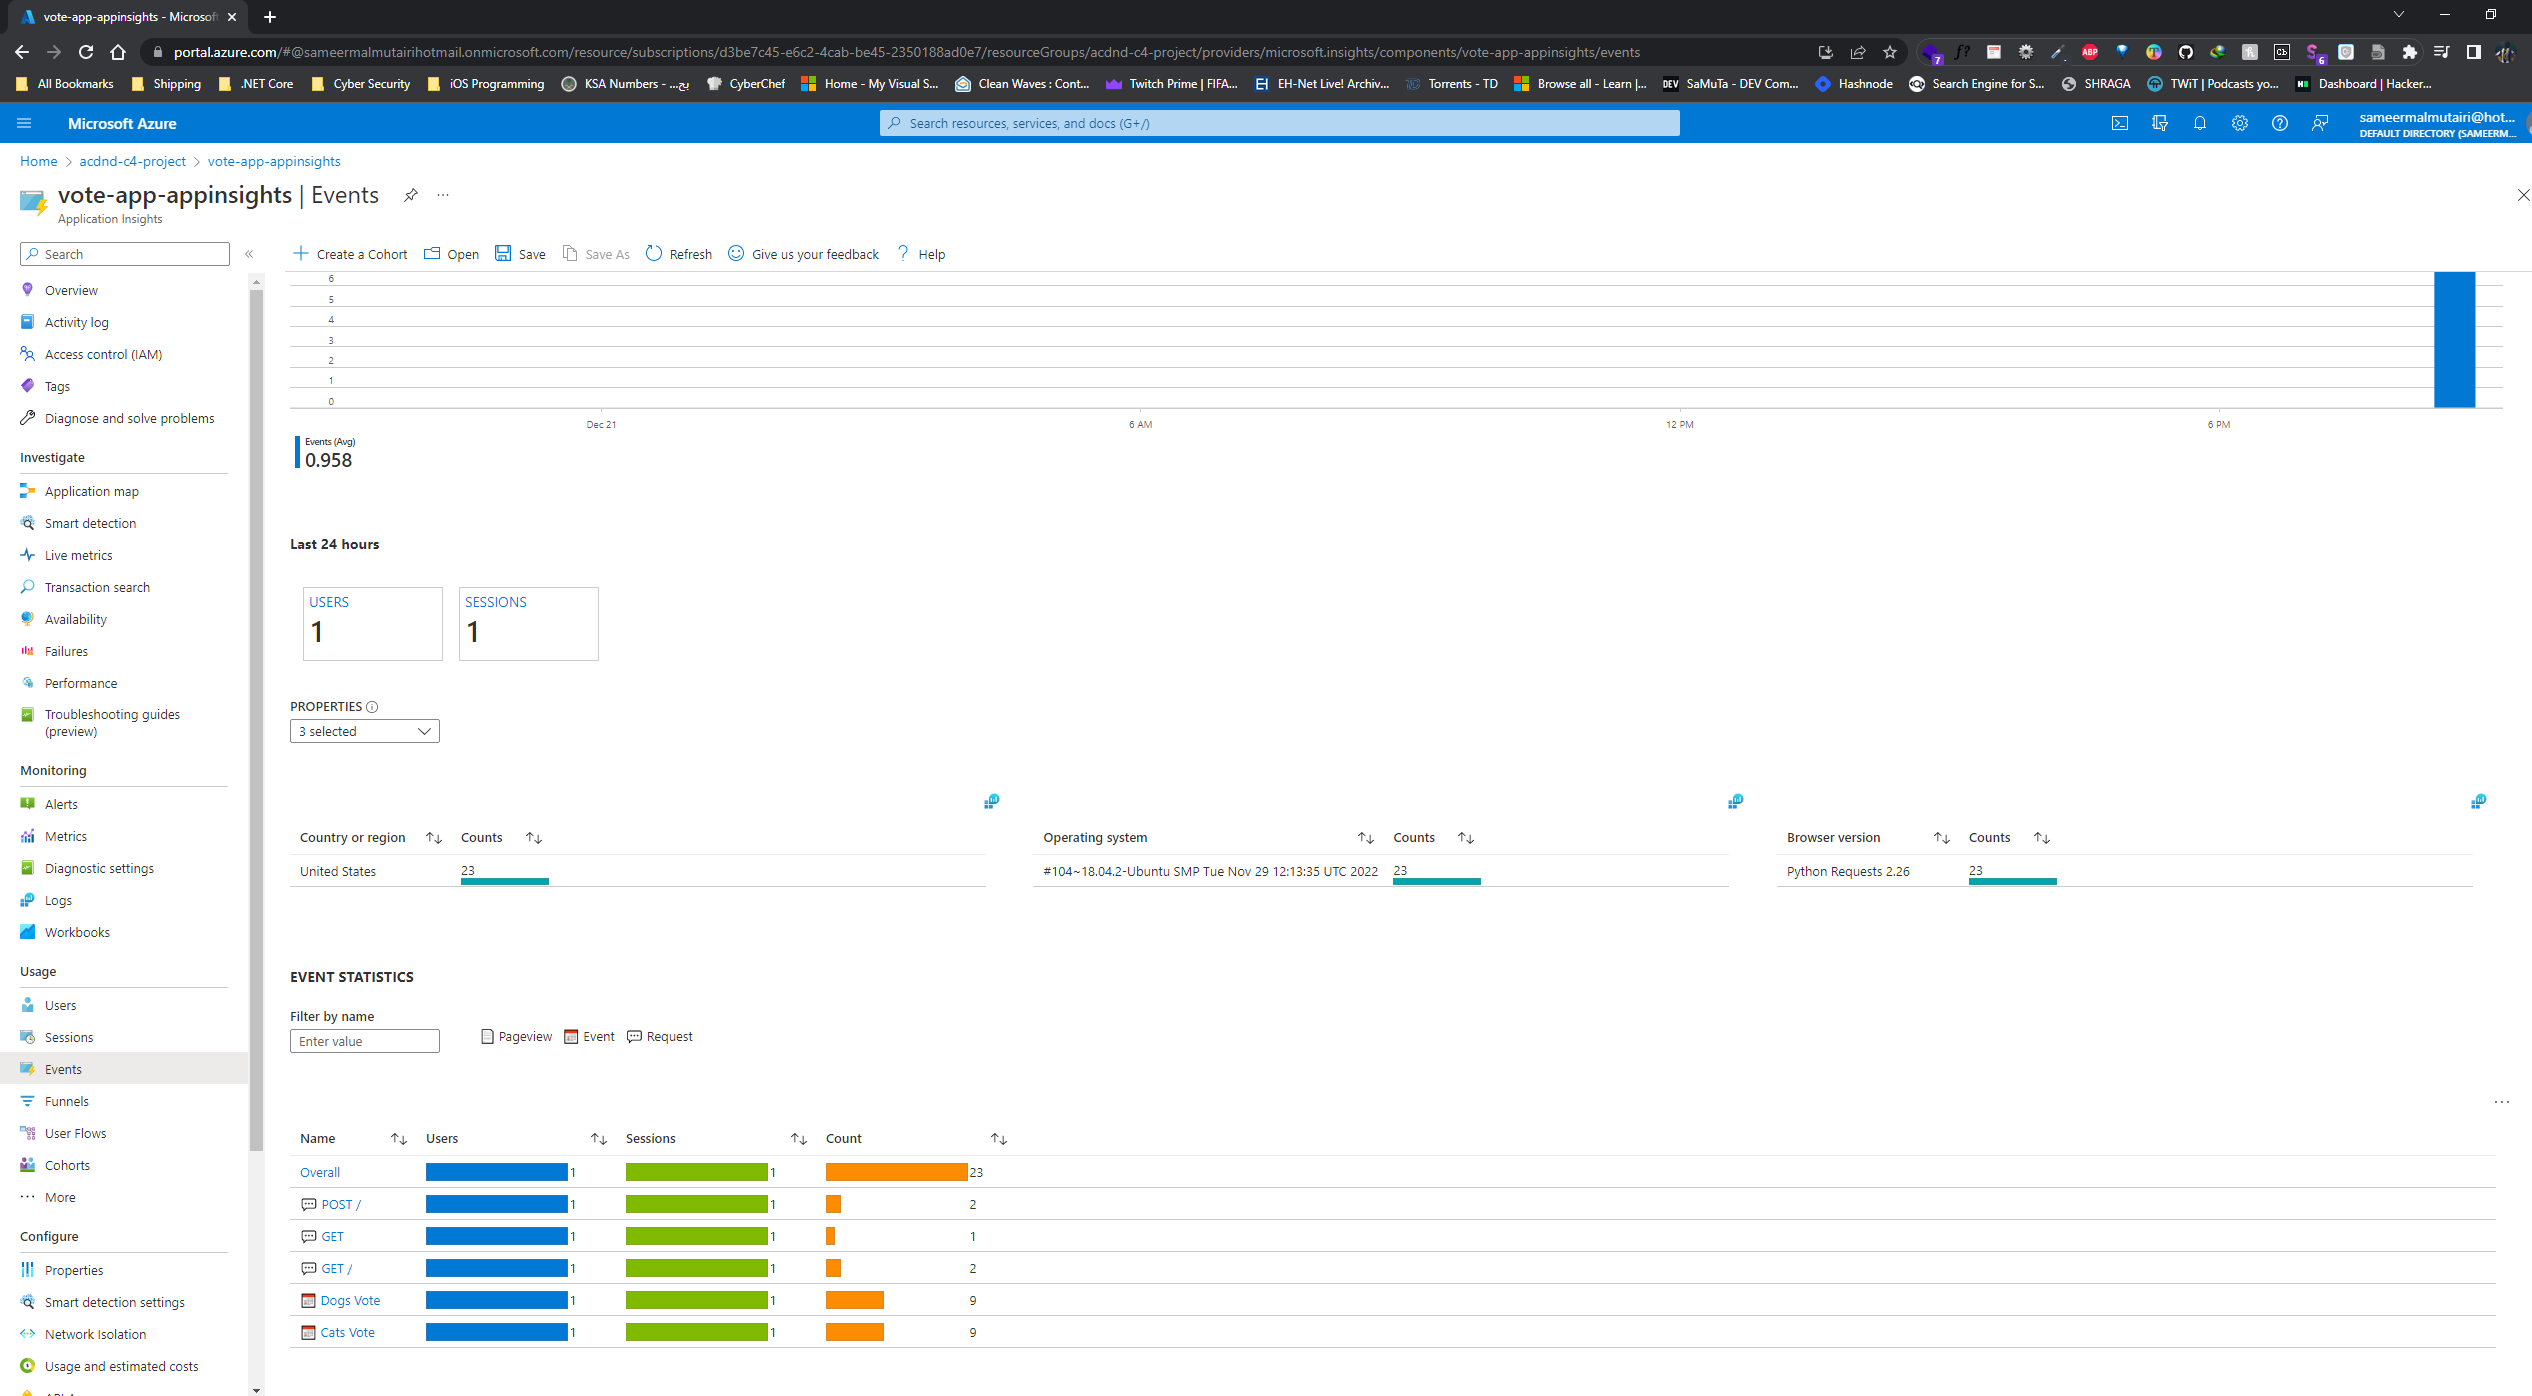 vote-app-appinsights - Microsof
portal.azure.com/#@sameermalmutairihotmail.onmicrosoft.com/resource/subscriptions/d3be7c45-e6c2-4cab-be45-2350188ad0e7/resourceGroups/acdnd-c4-project/providers/microsoft.insights/components/vote-app-appinsights/events
All Bookmarks Shipping .NET Core Cyber Security iOS Programming KSA Numbers - ... CyberChef Home - My Visual S... Clean Waves : Cont... Twitch Prime | FIFA... EH-Net Live! Archiv... Torrents - TD Browse all - Learn |... SaMuTa - DEV Com... Hashnode Search Engine for S... SHRAGA TWiT | Podcasts yo... Dashboard | Hacker...
Microsoft Azure
Search resources, services, and docs (G+/)
sameermalmutairi@hot...
DEFAULT DIRECTORY (SAMEERM...
Home > acdnd-c4-project > vote-app-appinsights
vote-app-appinsights | Events
Application Insights
Search
Create a Cohort Open Save Save As Refresh Give us your feedback Help
Overview
Activity log
Access control (IAM)
Tags
Diagnose and solve problems
Investigate
Application map
Smart detection
Live metrics
Transaction search
Availability
Failures
Performance
Troubleshooting guides
(preview)
Monitoring
Alerts
Metrics
Diagnostic settings
Logs
Workbooks
Usage
Users
Sessions
Events
Funnels
User Flows
Cohorts
More
Configure
Properties
Smart detection settings
Network Isolation
Usage and estimated costs
6
5
4
3
2
1
0
Dec 21 6 AM 12 PM 6 PM
Events (Avg)
0.958
Last 24 hours
USERS
1
SESSIONS
1
PROPERTIES
3 selected
Country or region Counts
United States 23
Operating system Counts
#104~18.04.2-Ubuntu SMP Tue Nov 29 12:13:35 UTC 2022 23
Browser version Counts
Python Requests 2.26 23
EVENT STATISTICS
Filter by name
Enter value
Pageview Event Request
Name Users Sessions Count
Overall 1 1 23
POST / 1 1 2
GET 1 1 1
GET / 1 1 2
Dogs Vote 1 1 9
Cats Vote 1 1 9